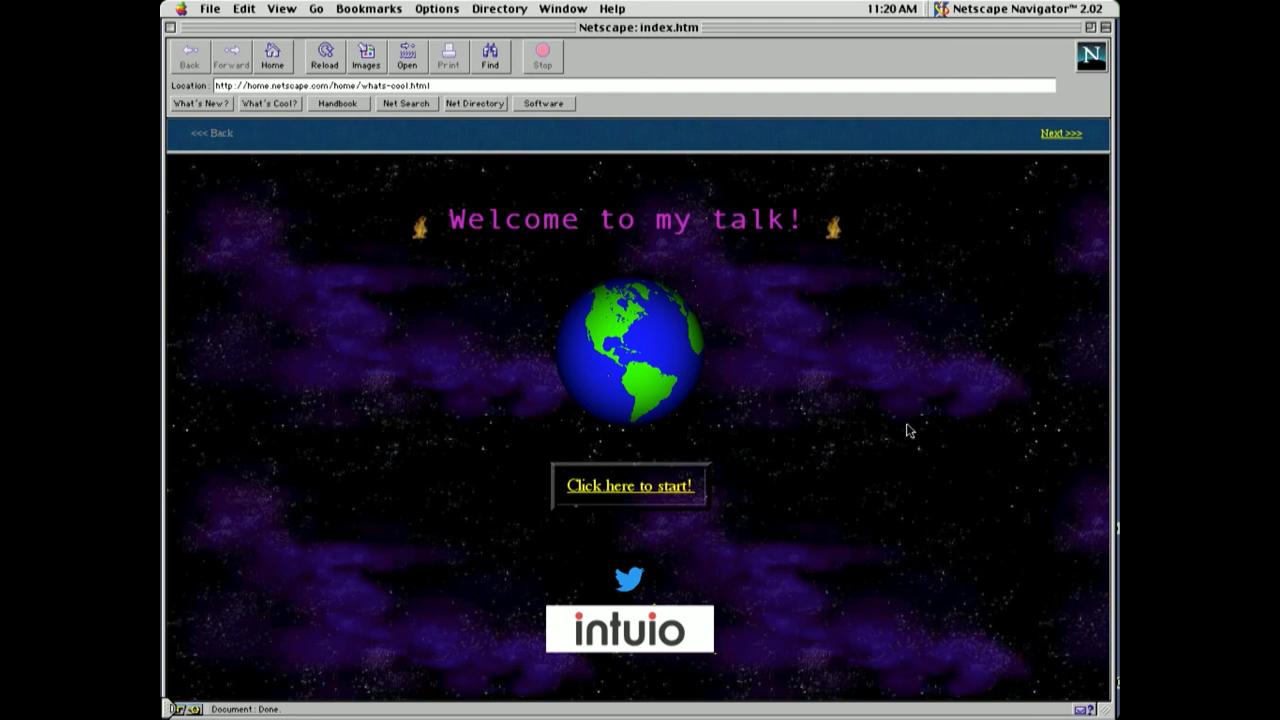 File Edit View Go Bookmarks Options Directory Window Help 11:20 AM Netscape Navigator™ 2.02
Netscape: index.htm
Back Forward Home Reload Images Open Print Find Stop
N
Location: http://home.netscape.com/home/whats-cool.html
What's New? What's Cool? Handbook Net Search Net Directory Software
<<< Back Next >>>
Welcome to my talk!
Click here to start!
intuio
Document: Done.